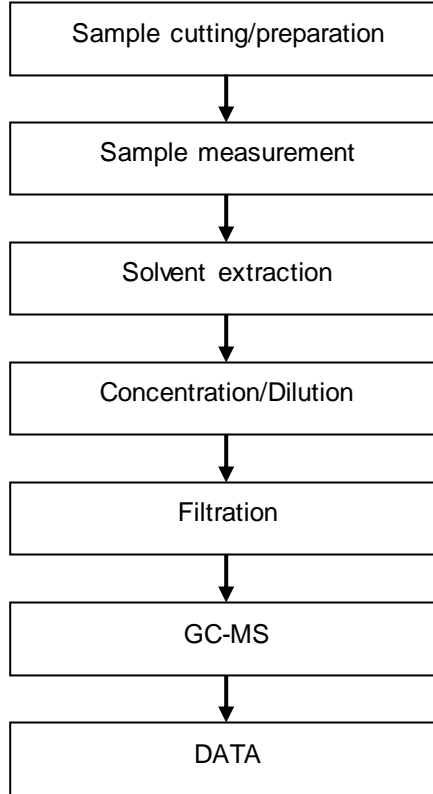 Sample cutting/preparation
Sample measurement
Solvent extraction
Concentration/Dilution
Filtration
GC-MS
DATA